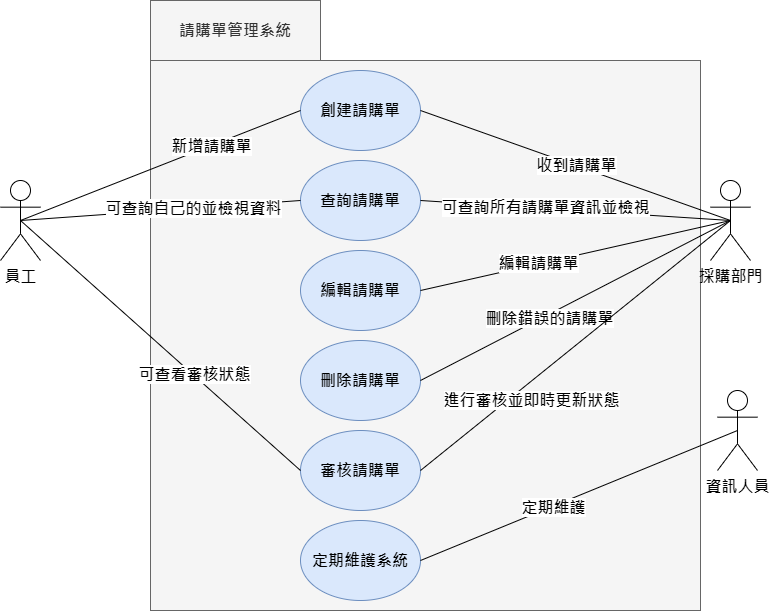 請購單管理系統
創建請購單
新增請購單
收到請購單
查詢請購單
可查詢自己的並檢視資料
可查詢所有請購單資訊並檢視
員工
採購部門
編輯請購單
編輯請購單
刪除錯誤的請購單
可查看審核狀態
刪除請購單
進行審核並即時更新狀態
審核請購單
資訊人員
定期維護
定期維護系統